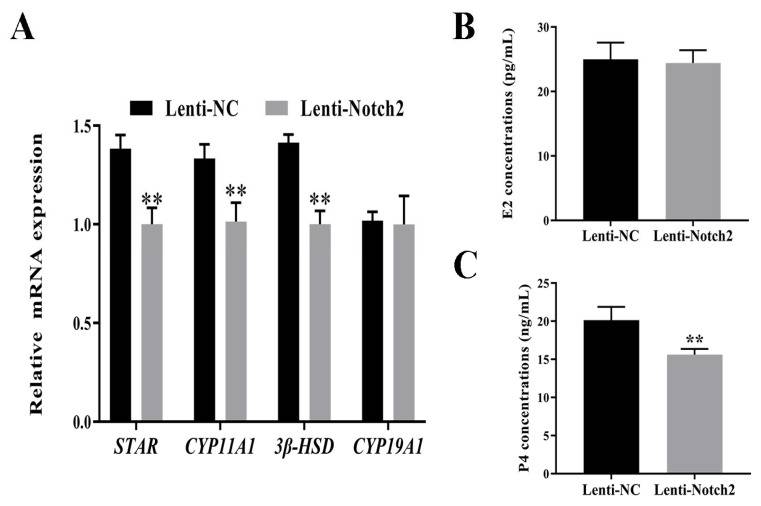 A
Lenti-NC Lenti-Notch2
Relative mRNA expression
1.5
1.0
0.5
0.0
** ** **
STAR CYP11A1 3β-HSD CYP19A1
B
E2 concentrations (pg/mL)
30
20
10
0
Lenti-NC Lenti-Notch2
C
P4 concentrations (ng/mL)
25
20
15
10
5
0
**
Lenti-NC Lenti-Notch2